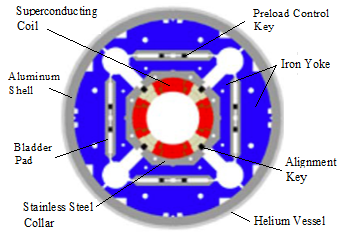 Superconducting
Coil
Preload Control
Key
Iron Yoke
Aluminum
Shell
Bladder
Pad
Alignment
Key
Stainless Steel
Collar
Helium Vessel